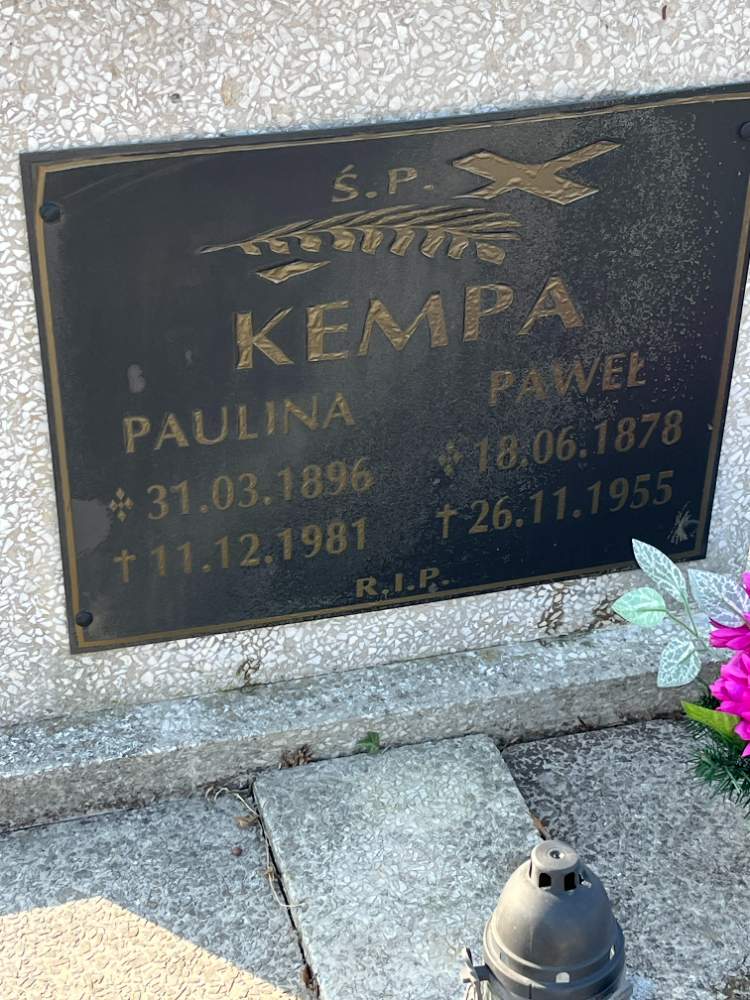 Ś.P.
KEMPA
PAULINA
31.03.1896
† 11.12.1981
PAWEŁ
18.06.1878
† 26.11.1955
R.I.P.